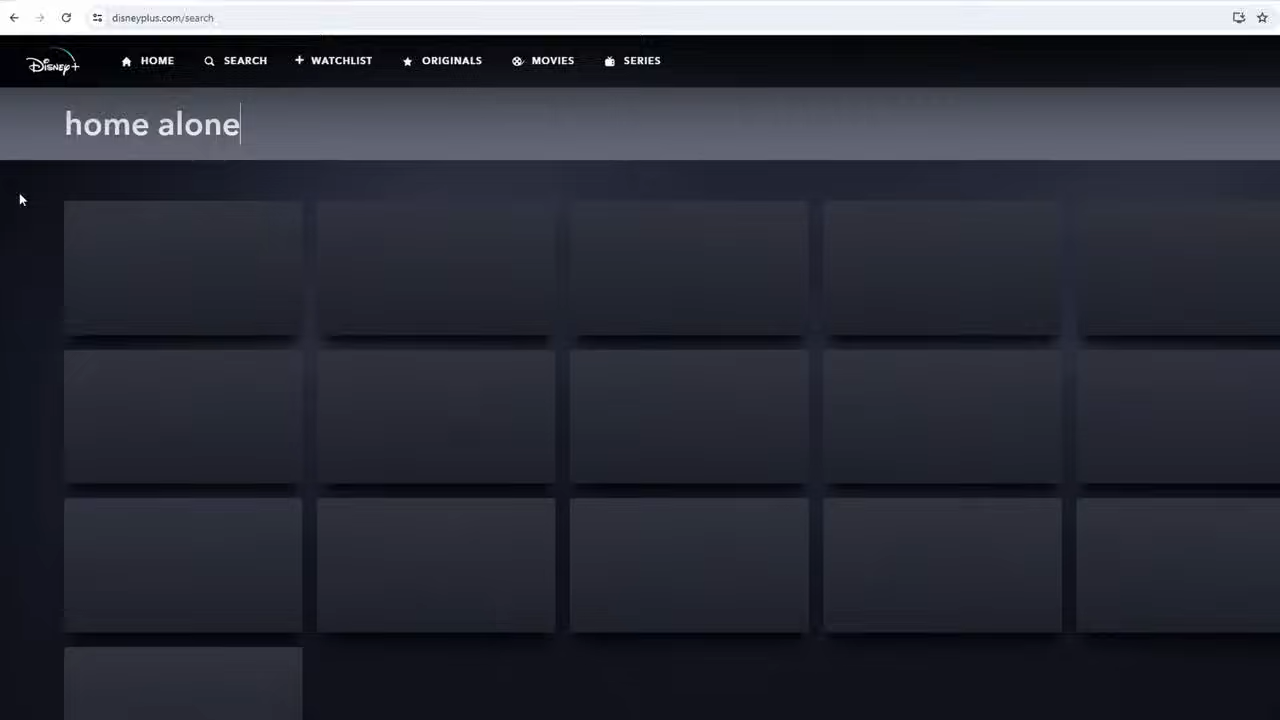 disneyplus.com/search
Disney+ HOME SEARCH + WATCHLIST ORIGINALS MOVIES SERIES
home alone